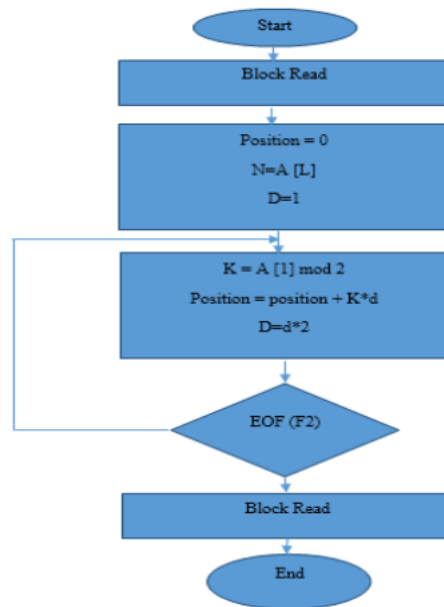 Start
Block Read
Position = 0
N=A [L]
D=1
K = A [1] mod 2
Position = position + K*d
D=d*2
EOF (F2)
Block Read
End